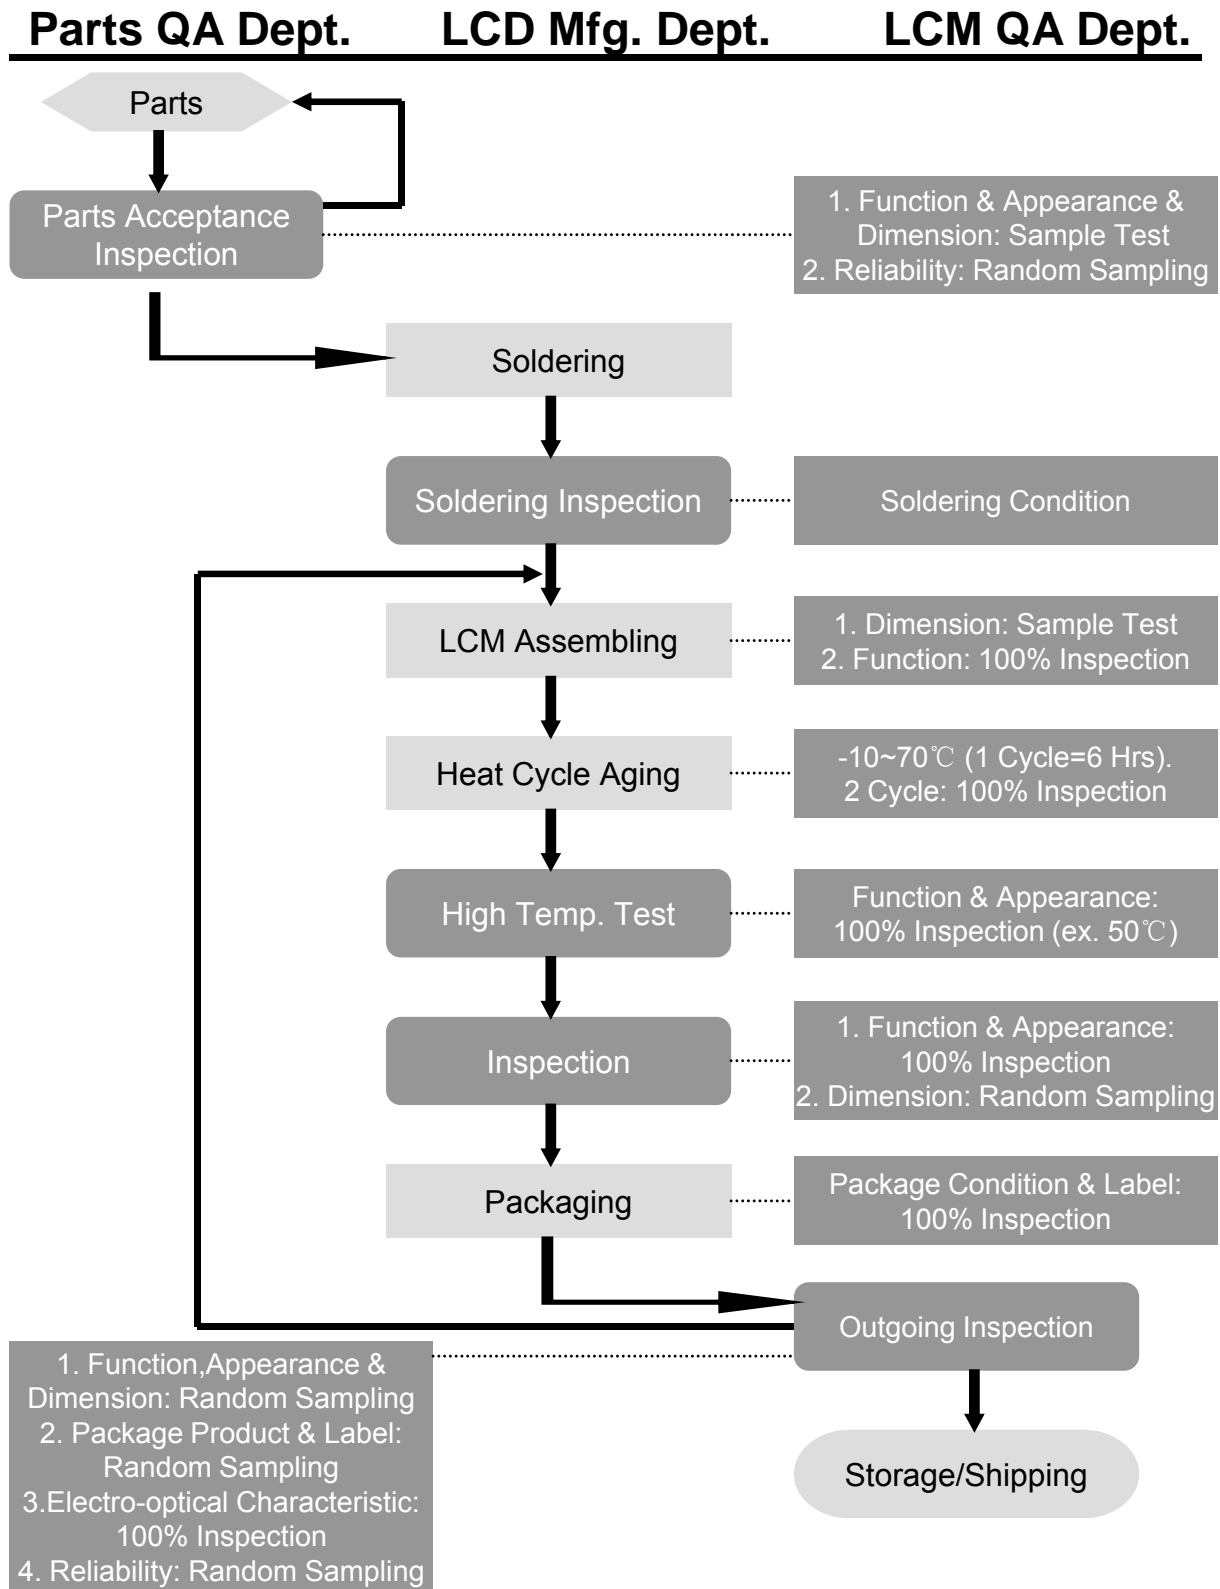 Parts QA Dept. LCD Mfg. Dept. LCM QA Dept.
Parts
Parts Acceptance
Inspection
1. Function & Appearance &
Dimension: Sample Test
2. Reliability: Random Sampling
Soldering
Soldering Inspection
Soldering Condition
LCM Assembling
1. Dimension: Sample Test
2. Function: 100% Inspection
Heat Cycle Aging
-10~70℃ (1 Cycle=6 Hrs).
2 Cycle: 100% Inspection
High Temp. Test
Function & Appearance:
100% Inspection (ex. 50℃)
Inspection
1. Function & Appearance:
100% Inspection
2. Dimension: Random Sampling
Packaging
Package Condition & Label:
100% Inspection
Outgoing Inspection
1. Function,Appearance &
Dimension: Random Sampling
2. Package Product & Label:
Random Sampling
3.Electro-optical Characteristic:
100% Inspection
4. Reliability: Random Sampling
Storage/Shipping